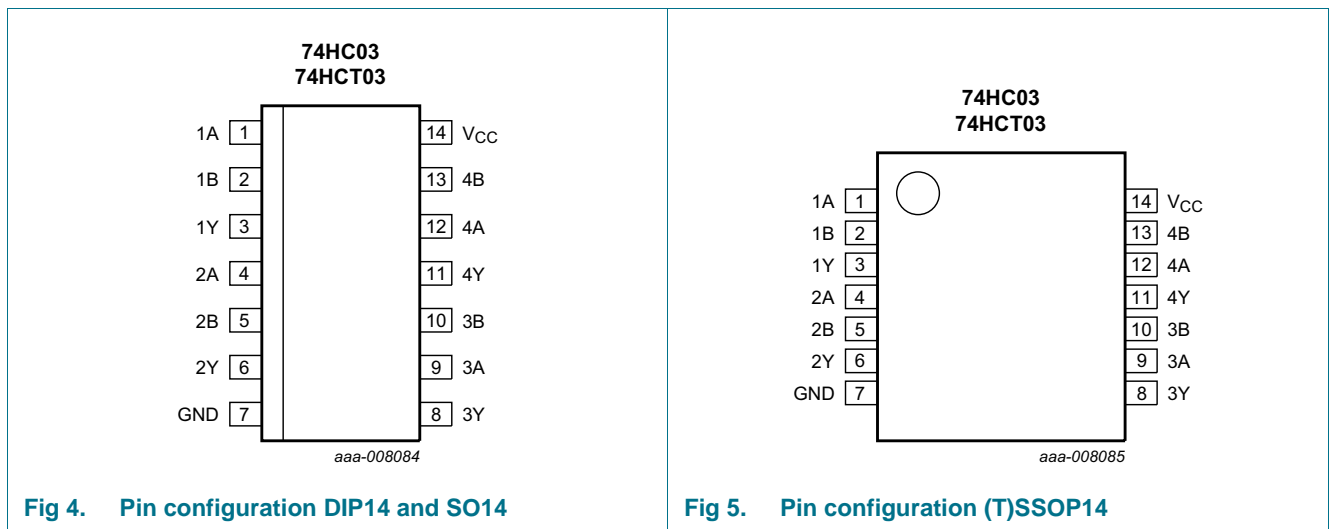 74HC03
74HCT03
1A 1 14 VCC
1B 2 13 4B
1Y 3 12 4A
2A 4 11 4Y
2B 5 10 3B
2Y 6 9 3A
GND 7 8 3Y
aaa-008084
Fig 4. Pin configuration DIP14 and SO14
74HC03
74HCT03
1A 1 14 VCC
1B 2 13 4B
1Y 3 12 4A
2A 4 11 4Y
2B 5 10 3B
2Y 6 9 3A
GND 7 8 3Y
aaa-008085
Fig 5. Pin configuration (T)SSOP14